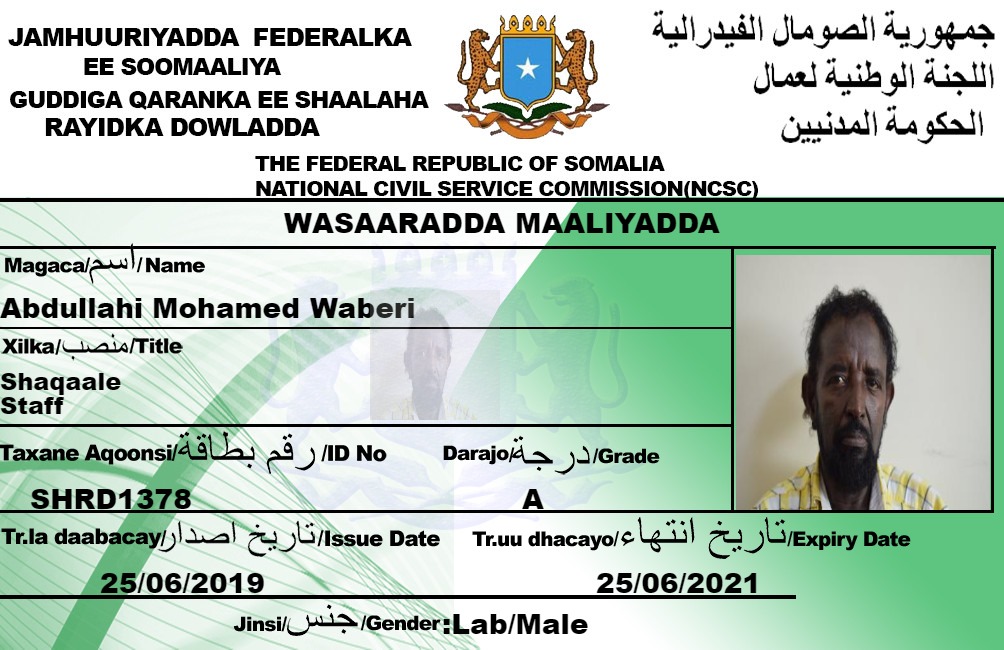 JAMHUURIYADDA FEDERALKA
EE SOOMAALIYA
GUDDIGA QARANKA EE SHAALAHA
RAYIDKA DOWLADDA
جمهورية الصومال الفيدرالية
اللجنة الوطنية لعمال
الحكومة المدنيين
THE FEDERAL REPUBLIC OF SOMALIA
NATIONAL CIVIL SERVICE COMMISSION(NCSC)
WASAARADDA MAALIYADDA
Magaca/اسم/Name
Abdullahi Mohamed Waberi
Xilka/منصب/Title
Shaqaale
Staff
Taxane Aqoonsi/رقم بطاقة/ID No
SHRD1378
Darajo/درجة/Grade
A
Tr.la daabacay/تاريخ اصدار/Issue Date
25/06/2019
Tr.uu dhacayo/تاريخ انتهاء/Expiry Date
25/06/2021
Jinsi/جنس/Gender:Lab/Male